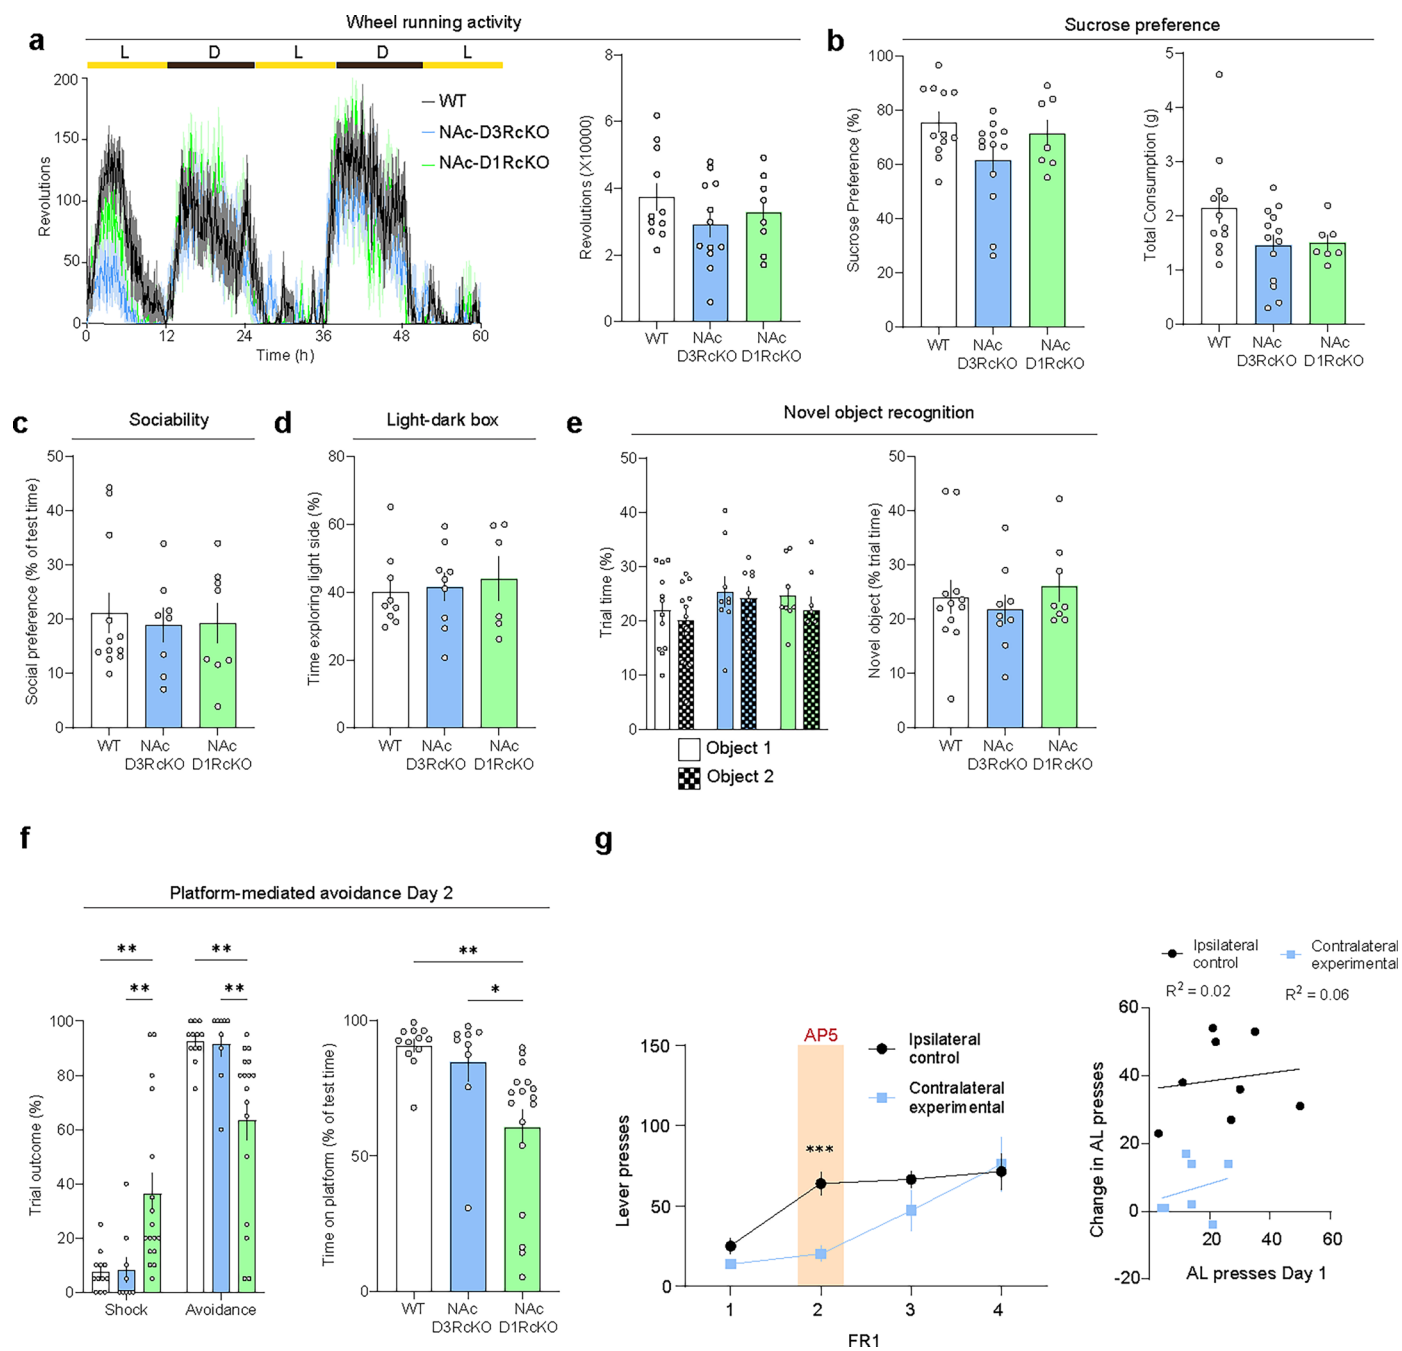 a
Wheel running activity
L D L D L
200
150
100
50
0
Revolutions
0 12 24 36 48 60
Time (h)
WT
NAc-D3RcKO
NAc-D1RcKO
8
6
4
2
0
Revolutions (X10000)
WT NAc NAc
D3RcKO D1RcKO
b
Sucrose preference
100
80
60
40
20
0
Sucrose Preference (%)
WT NAc NAc
D3RcKO D1RcKO
5
4
3
2
1
0
Total Consumption (g)
WT NAc NAc
D3RcKO D1RcKO
c
Sociability
50
40
30
20
10
0
Social preference (% of test time)
WT NAc NAc
D3RcKO D1RcKO
d
Light-dark box
80
60
40
20
0
Time exploring light side (%)
WT NAc NAc
D3RcKO D1RcKO
e
Novel object recognition
50
40
30
20
10
0
Trial time (%)
Object 1
Object 2
50
40
30
20
10
0
Novel object (% trial time)
WT NAc NAc
D3RcKO D1RcKO
f
Platform-mediated avoidance Day 2
** **
** **
100
80
60
40
20
0
Trial outcome (%)
Shock Avoidance
**
*
100
50
0
Time on platform (% of test time)
WT NAc NAc
D3RcKO D1RcKO
g
AP5
150
100
50
0
Lever presses
***
Ipsilateral
control
Contralateral
experimental
1 2 3 4
FR1
Ipsilateral
control
Contralateral
experimental
R2 = 0.02 R2 = 0.06
60
40
20
0
-20
Change in AL presses
20 40 60
AL presses Day 1